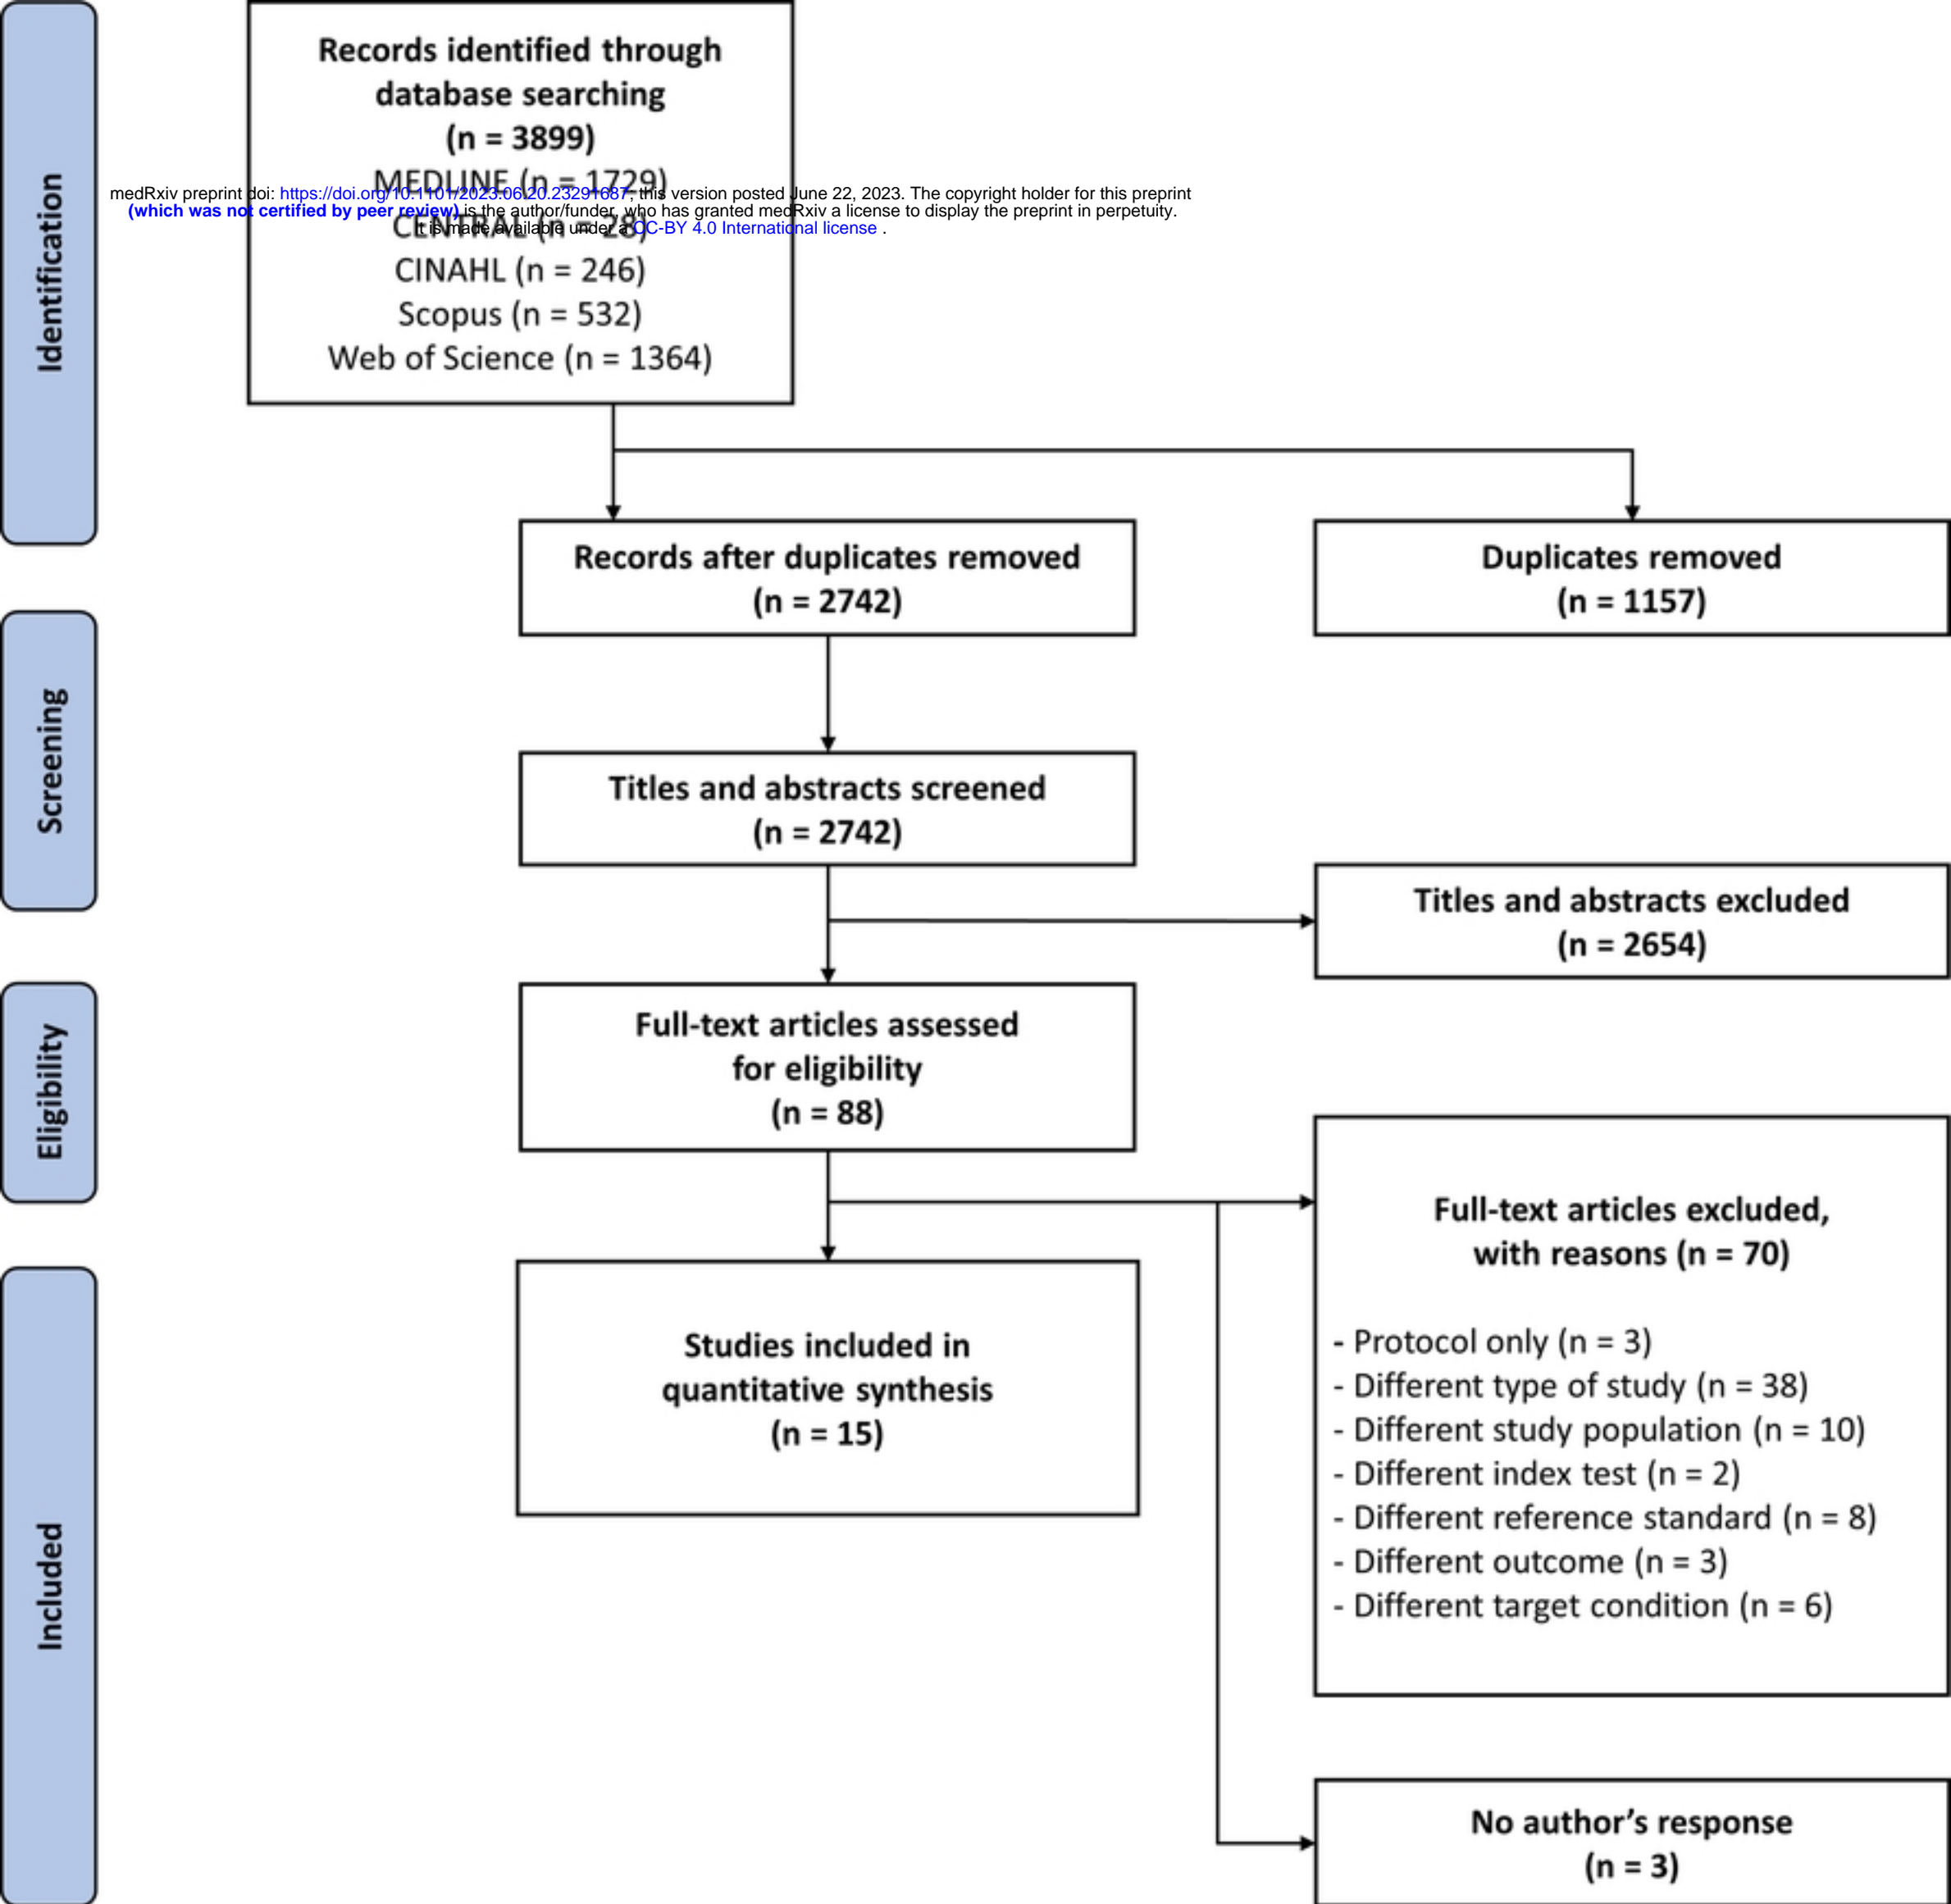 Identification
Records identified through
database searching
(n = 3899)
MEDLINE (n = 1729)
medRxiv preprint doi: https://doi.org/10.1101/2023.06.20.23291687; this version posted June 22, 2023. The copyright holder for this preprint
(which was not certified by peer review) is the author/funder, who has granted medRxiv a license to display the preprint in perpetuity.
CENTRAL (n = 28)
It is made available under a CC-BY 4.0 International license .
CINAHL (n = 246)
Scopus (n = 532)
Web of Science (n = 1364)
Records after duplicates removed
(n = 2742)
Duplicates removed
(n = 1157)
Screening
Titles and abstracts screened
(n = 2742)
Titles and abstracts excluded
(n = 2654)
Eligibility
Full-text articles assessed
for eligibility
(n = 88)
Full-text articles excluded,
with reasons (n = 70)
- Protocol only (n = 3)
- Different type of study (n = 38)
- Different study population (n = 10)
- Different index test (n = 2)
- Different reference standard (n = 8)
- Different outcome (n = 3)
- Different target condition (n = 6)
Included
Studies included in
quantitative synthesis
(n = 15)
No author’s response
(n = 3)